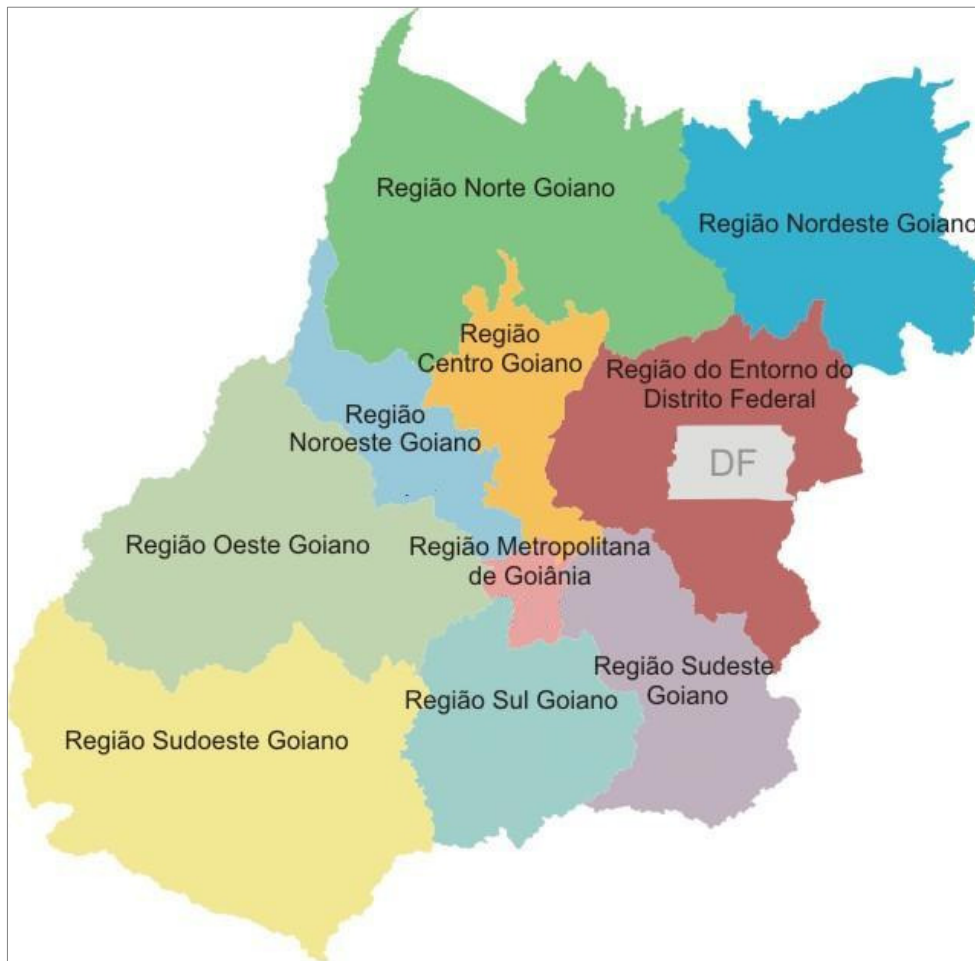 Região Norte Goiano
Região Nordeste Goiano
Região
Centro Goiano
Região do Entorno do
Distrito Federal
Região
Noroeste Goiano
DF
Região Oeste Goiano
Região Metropolitana
de Goiânia
Região Sudeste
Goiano
Região Sul Goiano
Região Sudoeste Goiano